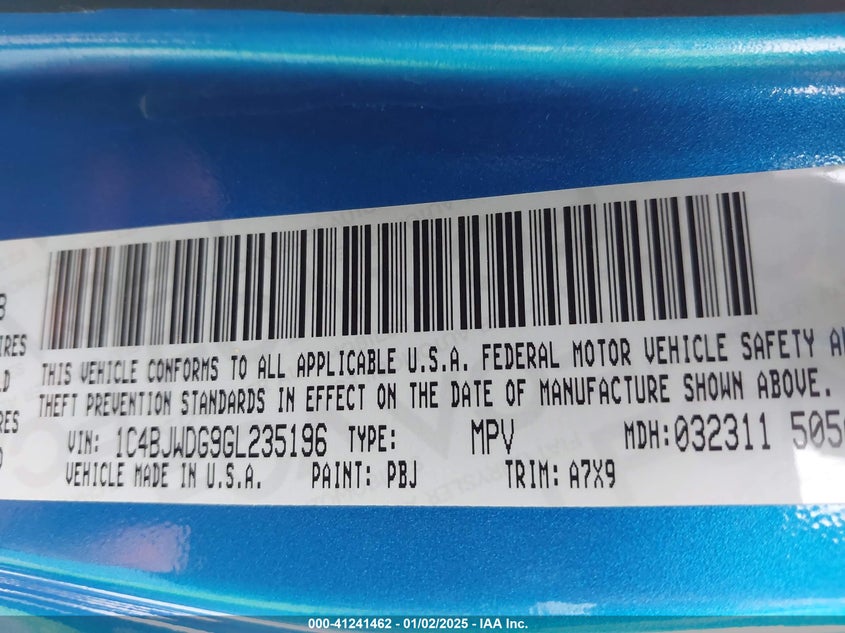 THIS VEHICLE CONFORMS TO ALL APPLICABLE U.S.A. FEDERAL MOTOR VEHICLE SAFETY
THEFT PREVENTION STANDARDS IN EFFECT ON THE DATE OF MANUFACTURE SHOWN ABOVE.
VIN: 1C4BJWDG9GL235196 TYPE: MPV MDH: 032311
VEHICLE MADE IN U.S.A. PAINT: PBJ TRIM: A7X9
000-41241462 - 01/02/2025 - IAA Inc.